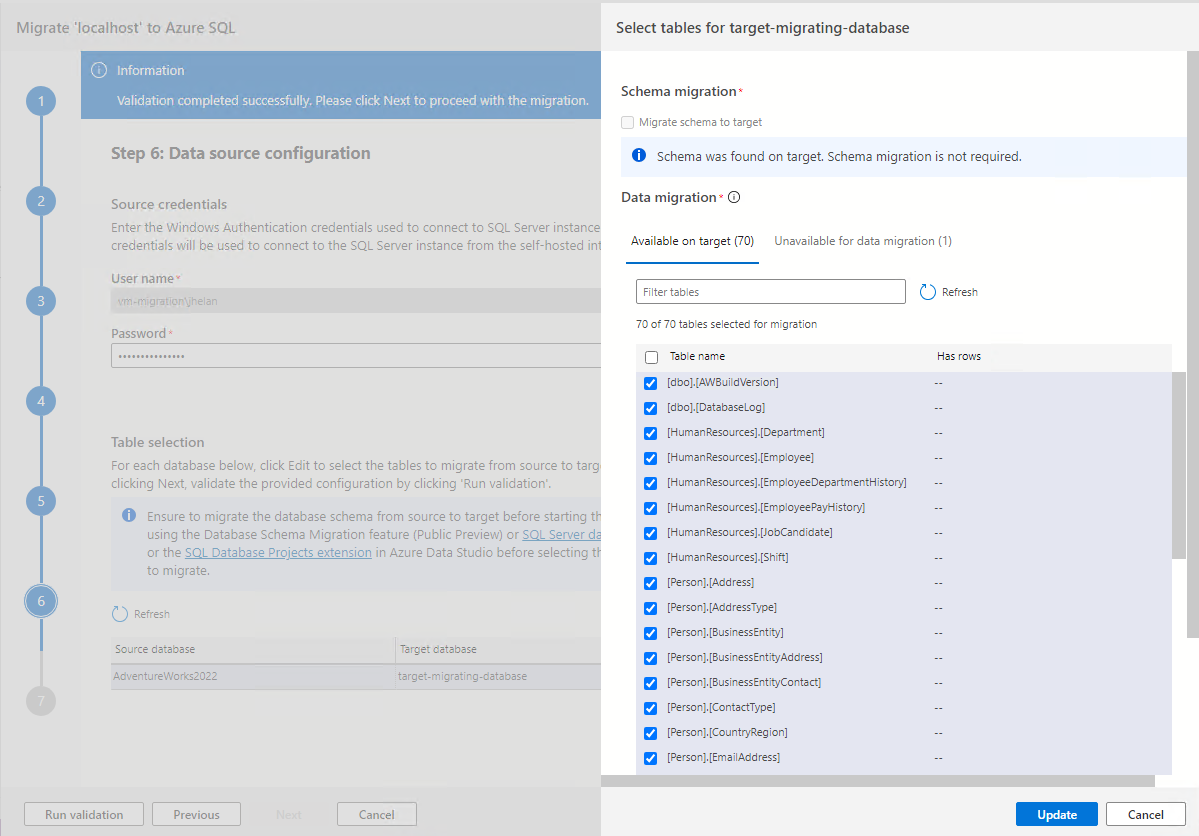 Migrate 'localhost' to Azure SQL
Information
Validation completed successfully. Please click Next to proceed with the migration.
1
2
3
4
5
6
7
Step 6: Data source configuration
Source credentials
Enter the Windows Authentication credentials used to connect to SQL Server instance
credentials will be used to connect to the SQL Server instance from the self-hosted int
User name*
vm-migration\jhelan
Password*
•••••••••••••••
Table selection
For each database below, click Edit to select the tables to migrate from source to targe
clicking Next, validate the provided configuration by clicking 'Run validation'.
Ensure to migrate the database schema from source to target before starting th
using the Database Schema Migration feature (Public Preview) or SQL Server da
or the SQL Database Projects extension in Azure Data Studio before selecting th
to migrate.
Refresh
Source database Target database
AdventureWorks2022 target-migrating-database
Run validation Previous Next Cancel
Select tables for target-migrating-database
Schema migration*
Migrate schema to target
Schema was found on target. Schema migration is not required.
Data migration*
Available on target (70) Unavailable for data migration (1)
Filter tables Refresh
70 of 70 tables selected for migration
Table name Has rows
[dbo].[AWBuildVersion] --
[dbo].[DatabaseLog] --
[HumanResources].[Department] --
[HumanResources].[Employee] --
[HumanResources].[EmployeeDepartmentHistory] --
[HumanResources].[EmployeePayHistory] --
[HumanResources].[JobCandidate] --
[HumanResources].[Shift] --
[Person].[Address] --
[Person].[AddressType] --
[Person].[BusinessEntity] --
[Person].[BusinessEntityAddress] --
[Person].[BusinessEntityContact] --
[Person].[ContactType] --
[Person].[CountryRegion] --
[Person].[EmailAddress] --
Update Cancel